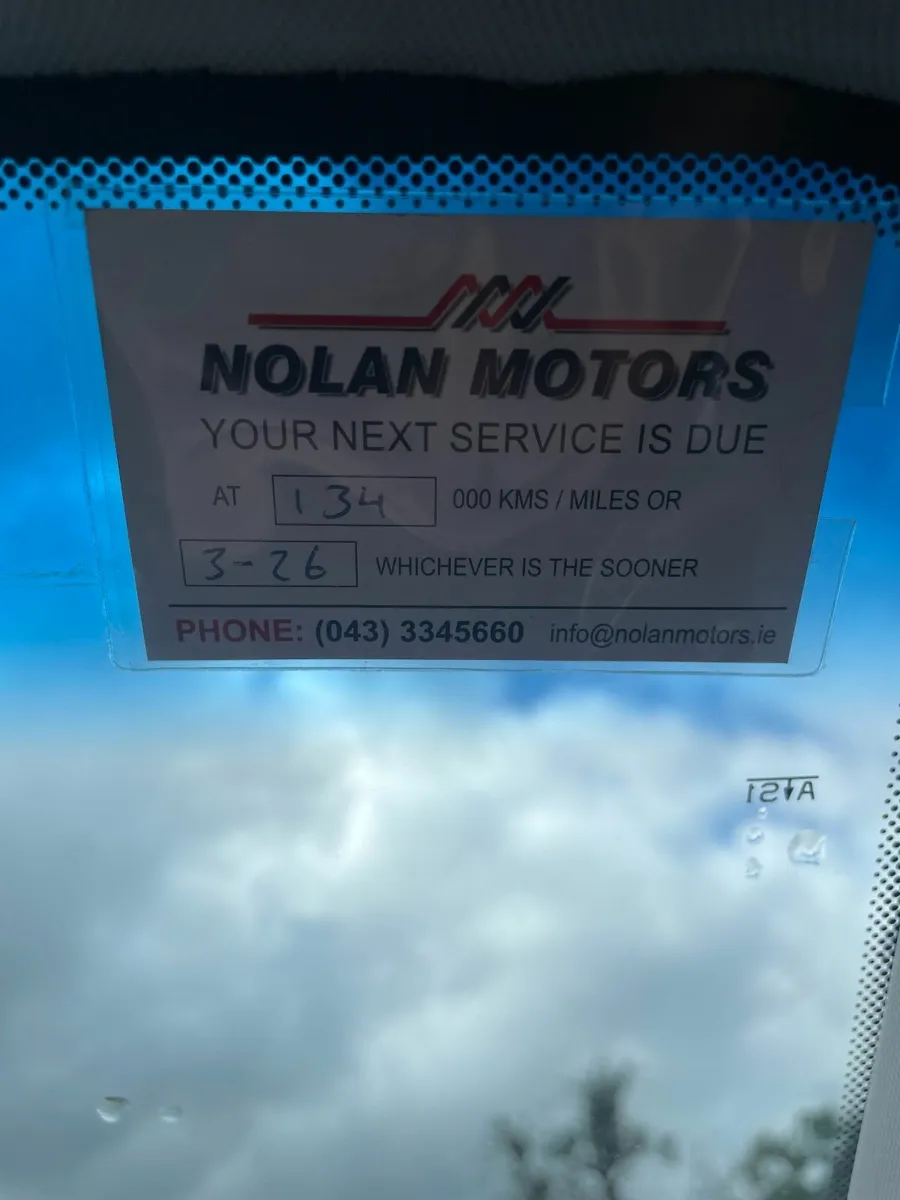 NOLAN MOTORS
YOUR NEXT SERVICE IS DUE
AT 134 000 KMS / MILES OR
3-26 WHICHEVER IS THE SOONER
PHONE: (043) 3345660 info@nolanmotors.ie
AS1